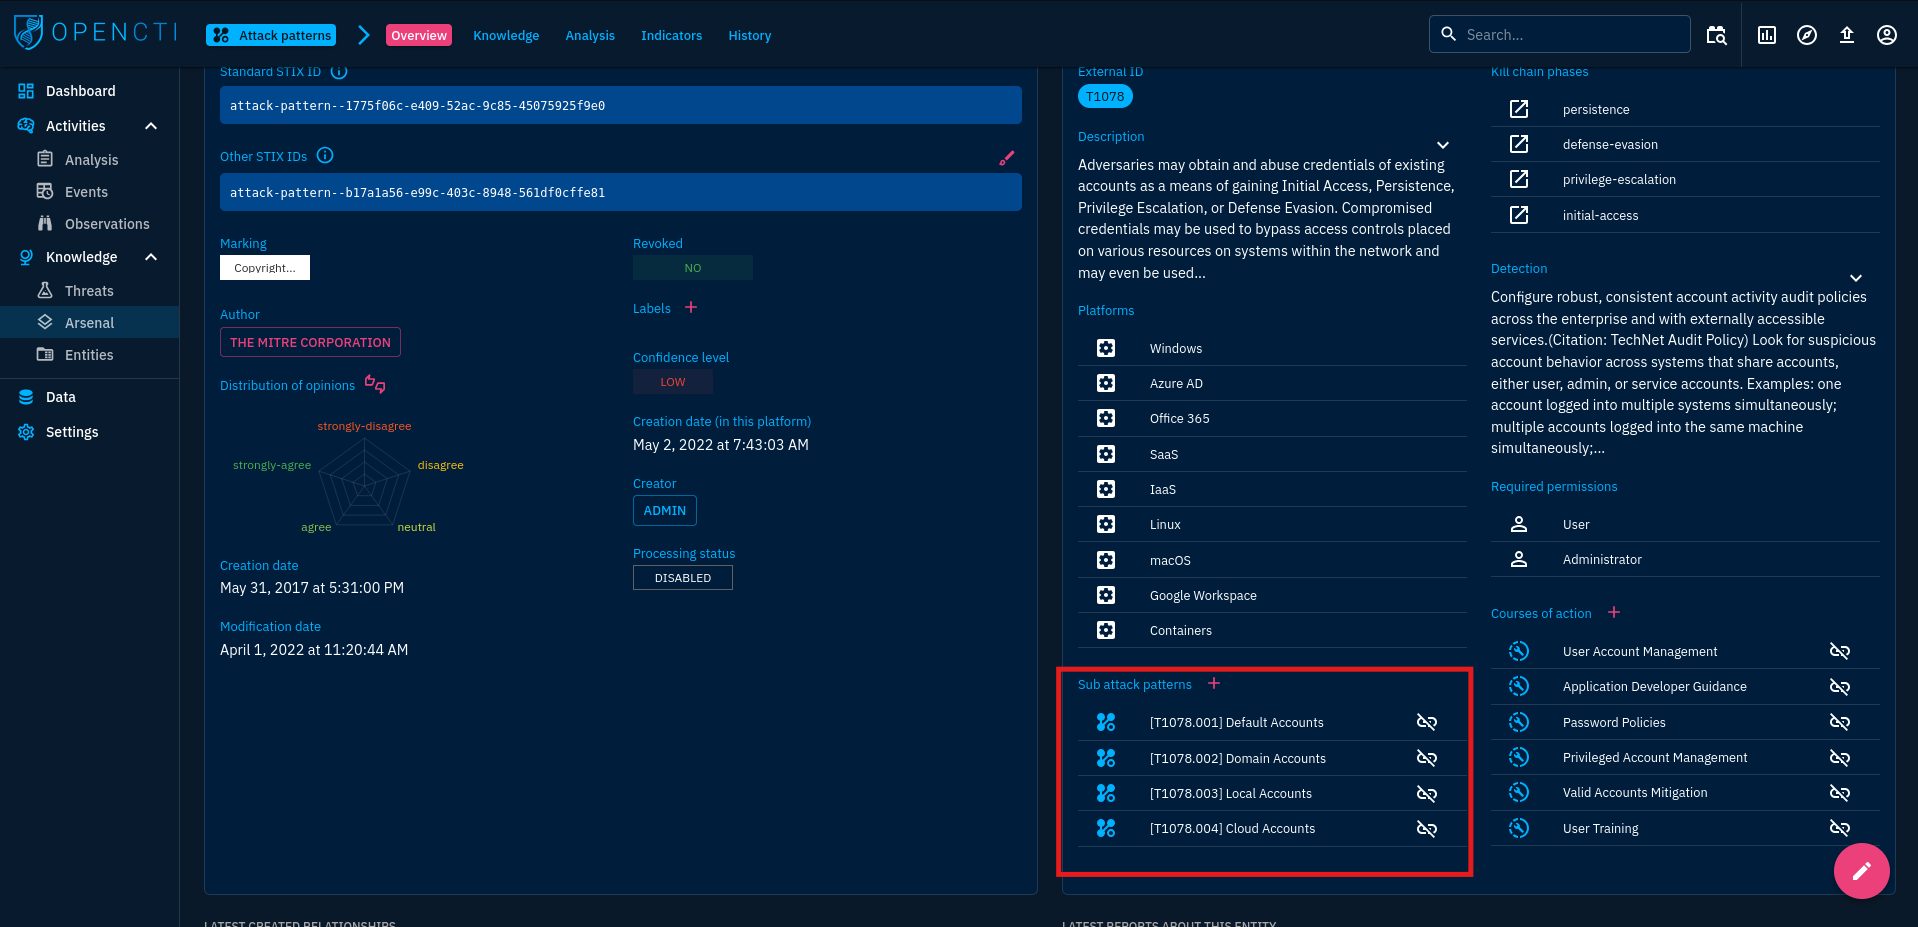 OPENCTI
Attack patterns
Overview
Knowledge
Analysis
Indicators
History
Search...
Dashboard
Activities
Analysis
Events
Observations
Knowledge
Threats
Arsenal
Entities
Data
Settings
Standard STIX ID
attack-pattern--1775f06c-e409-52ac-9c85-45075925f9e0
Other STIX IDs
attack-pattern--b17a1a56-e99c-403c-8948-561df0cffe81
Marking
Copyright...
Author
THE MITRE CORPORATION
Distribution of opinions
strongly-disagree
strongly-agree
disagree
agree
neutral
Creation date
May 31, 2017 at 5:31:00 PM
Modification date
April 1, 2022 at 11:20:44 AM
Revoked
NO
Labels
Confidence level
LOW
Creation date (in this platform)
May 2, 2022 at 7:43:03 AM
Creator
ADMIN
Processing status
DISABLED
External ID
T1078
Description
Adversaries may obtain and abuse credentials of existing
accounts as a means of gaining Initial Access, Persistence,
Privilege Escalation, or Defense Evasion. Compromised
credentials may be used to bypass access controls placed
on various resources on systems within the network and
may even be used...
Platforms
Windows
Azure AD
Office 365
SaaS
IaaS
Linux
macOS
Google Workspace
Containers
Sub attack patterns
[T1078.001] Default Accounts
[T1078.002] Domain Accounts
[T1078.003] Local Accounts
[T1078.004] Cloud Accounts
Kill chain phases
persistence
defense-evasion
privilege-escalation
initial-access
Detection
Configure robust, consistent account activity audit policies
across the enterprise and with externally accessible
services.(Citation: TechNet Audit Policy) Look for suspicious
account behavior across systems that share accounts,
either user, admin, or service accounts. Examples: one
account logged into multiple systems simultaneously;
multiple accounts logged into the same machine
simultaneously;...
Required permissions
User
Administrator
Courses of action
User Account Management
Application Developer Guidance
Password Policies
Privileged Account Management
Valid Accounts Mitigation
User Training
LATEST CREATED RELATIONSHIPS
LATEST REPORTS ABOUT THIS ENTITY